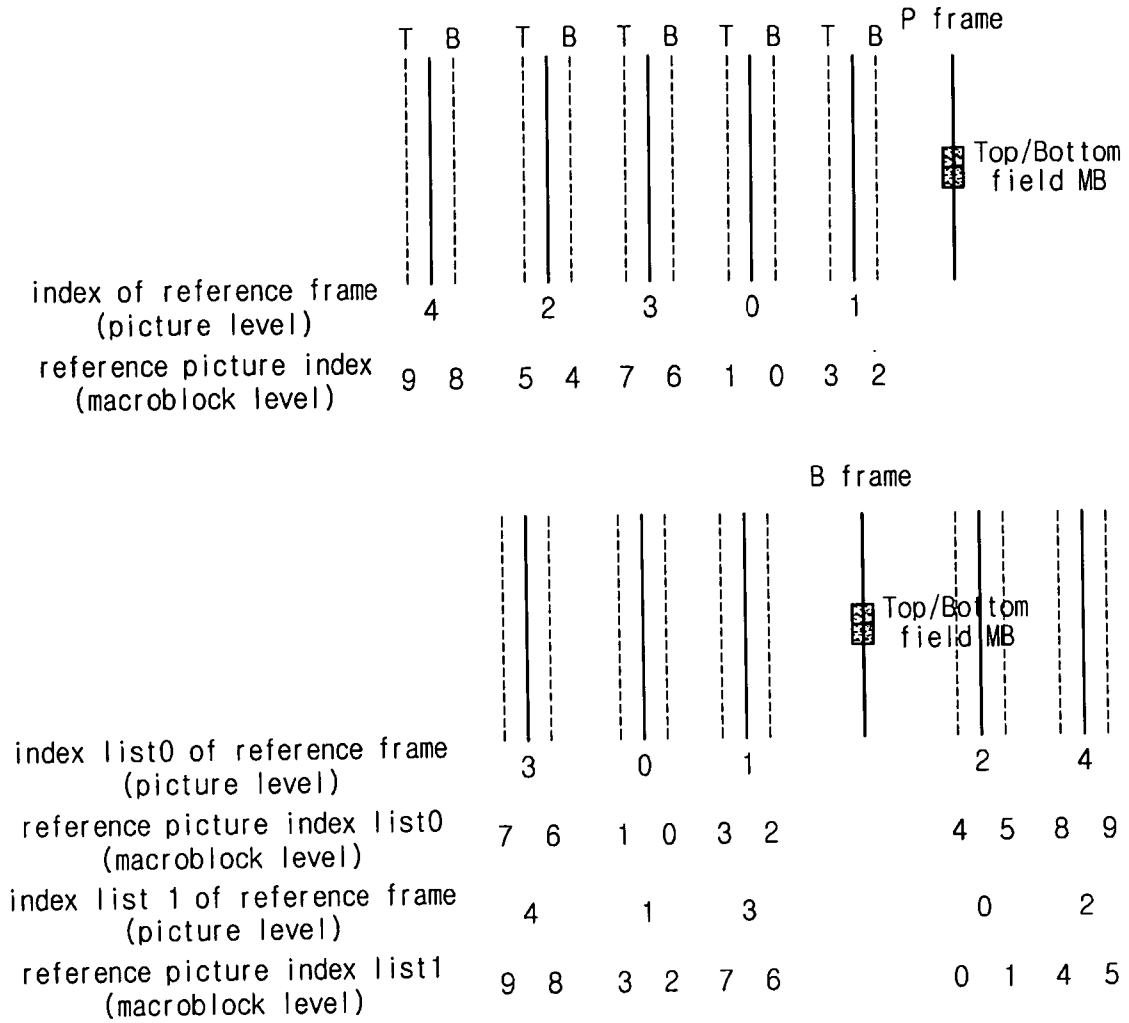 P frame
T B T B T B T B T B
Top/Bottom
field MB
index of reference frame
(picture level)
4 2 3 0 1
reference picture index
(macroblock level)
9 8 5 4 7 6 1 0 3 2
B frame
Top/Bottom
field MB
index list0 of reference frame
(picture level)
3 0 1 2 4
reference picture index list0
(macroblock level)
7 6 1 0 3 2 4 5 8 9
index list 1 of reference frame
(picture level)
4 1 3 0 2
reference picture index list1
(macroblock level)
9 8 3 2 7 6 0 1 4 5